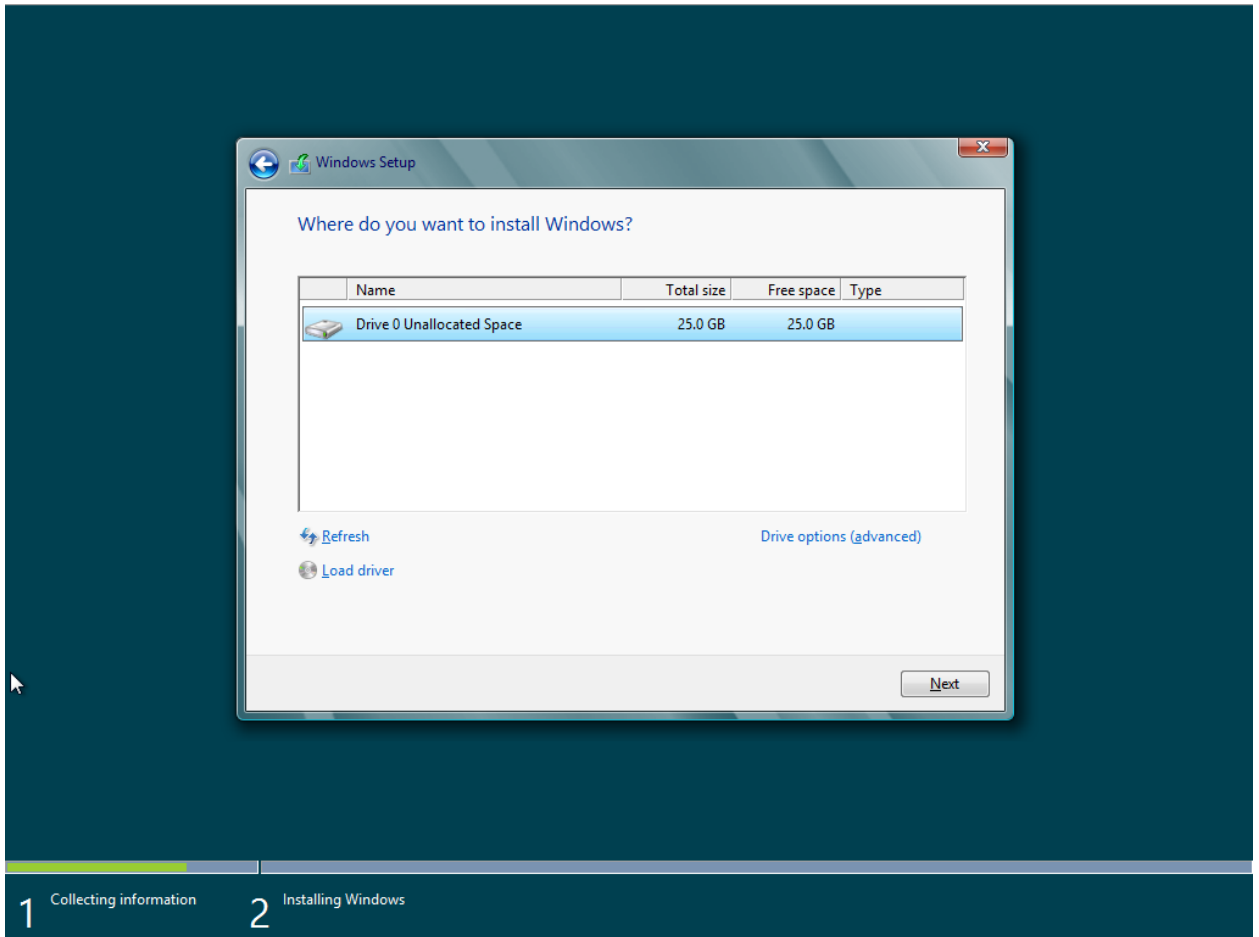 Windows Setup
Where do you want to install Windows?
Name Total size Free space Type
Drive 0 Unallocated Space 25.0 GB 25.0 GB
Refresh Drive options (advanced)
Load driver
Next
1 Collecting information 2 Installing Windows